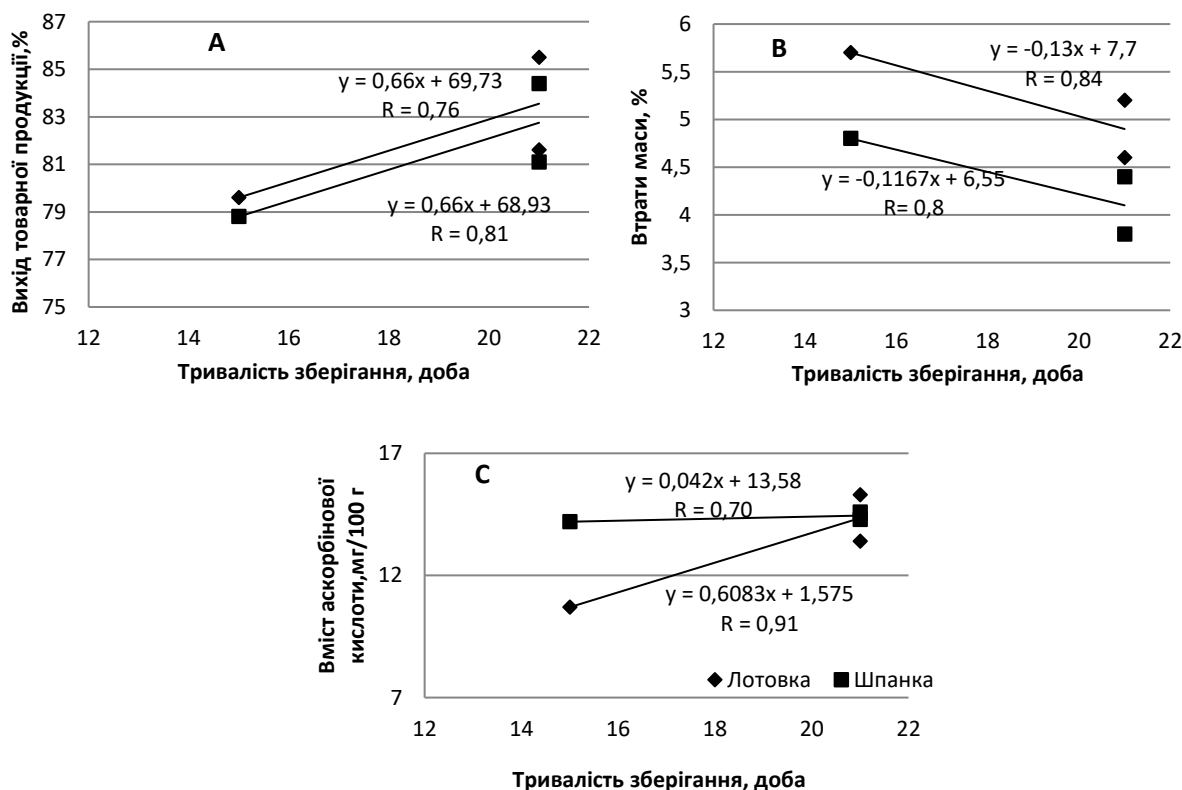 Вихід товарної продукції,%
87
85
83
81
79
77
75
A
y = 0,66x + 69,73
R = 0,76
y = 0,66x + 68,93
R = 0,81
12 14 16 18 20 22
Тривалість зберігання, доба
Втрати маси, %
6
5,5
5
4,5
4
3,5
3
B
y = -0,13x + 7,7
R = 0,84
y = -0,1167x + 6,55
R= 0,8
12 14 16 18 20 22
Тривалість зберігання, доба
Вміст аскорбінової
кислоти,мг/100 г
17
12
7
C
y = 0,042x + 13,58
R = 0,70
y = 0,6083x + 1,575
R = 0,91
Лотовка Шпанка
12 14 16 18 20 22
Тривалість зберігання, доба